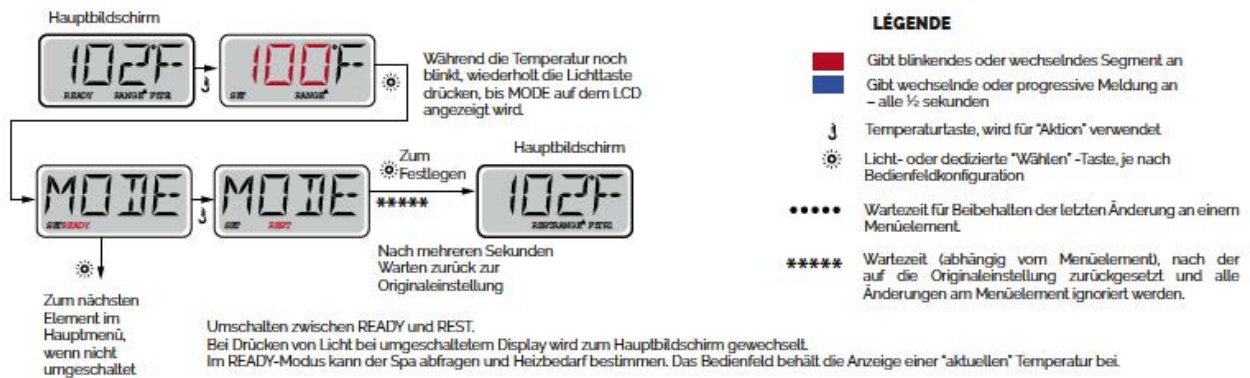 Hauptbildschirm
102°F
READY RANGE FITR
100°F
SET RANGE
Während die Temperatur noch
blinkt, wiederholt die Lichttaste
drücken, bis MODE auf dem LCD
angezeigt wird.
MODE
SET READY
MODE
SET REST
Zum
Festlegen
*****
Nach mehreren Sekunden
Warten zurück zur
Originaleinstellung
Hauptbildschirm
102°F
REST RANGE FITR1
Zum nächsten
Element im
Hauptmenü,
wenn nicht
umgeschaltet
Umschalten zwischen READY und REST.
Bei Drücken von Licht bei umgeschaltetem Display wird zum Hauptbildschirm gewechselt.
Im READY-Modus kann der Spa abfragen und Heizbedarf bestimmen. Das Bedienfeld behält die Anzeige einer "aktuellen" Temperatur bei.
LÉGENDE
Gibt blinkendes oder wechselndes Segment an
Gibt wechselnde oder progressive Meldung an
– alle ½ sekunden
Temperaturtaste, wird für "Aktion" verwendet
Licht- oder dedizierte "Wählen" -Taste, je nach
Bedienfeldkonfiguration
••••• Wartezeit für Beibehalten der letzten Änderung an einem
Menüelement.
***** Wartezeit (abhängig vom Menüelement), nach der
auf die Originaleinstellung zurückgesetzt und alle
Änderungen am Menüelement ignoriert werden.